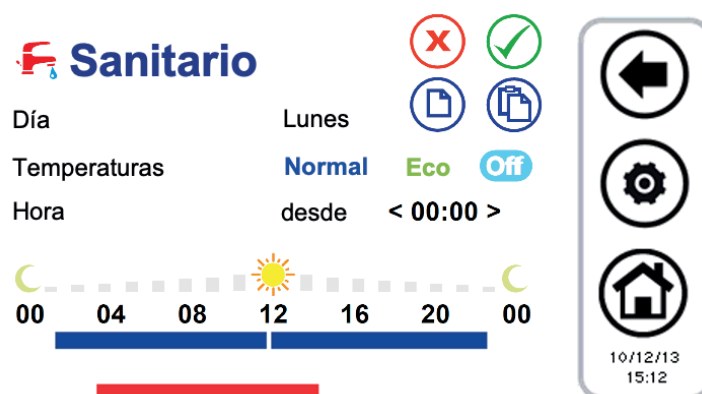 Sanitario
Día Lunes
Temperaturas Normal Eco Off
Hora desde < 00:00 >
00 04 08 12 16 20 00
10/12/13
15:12